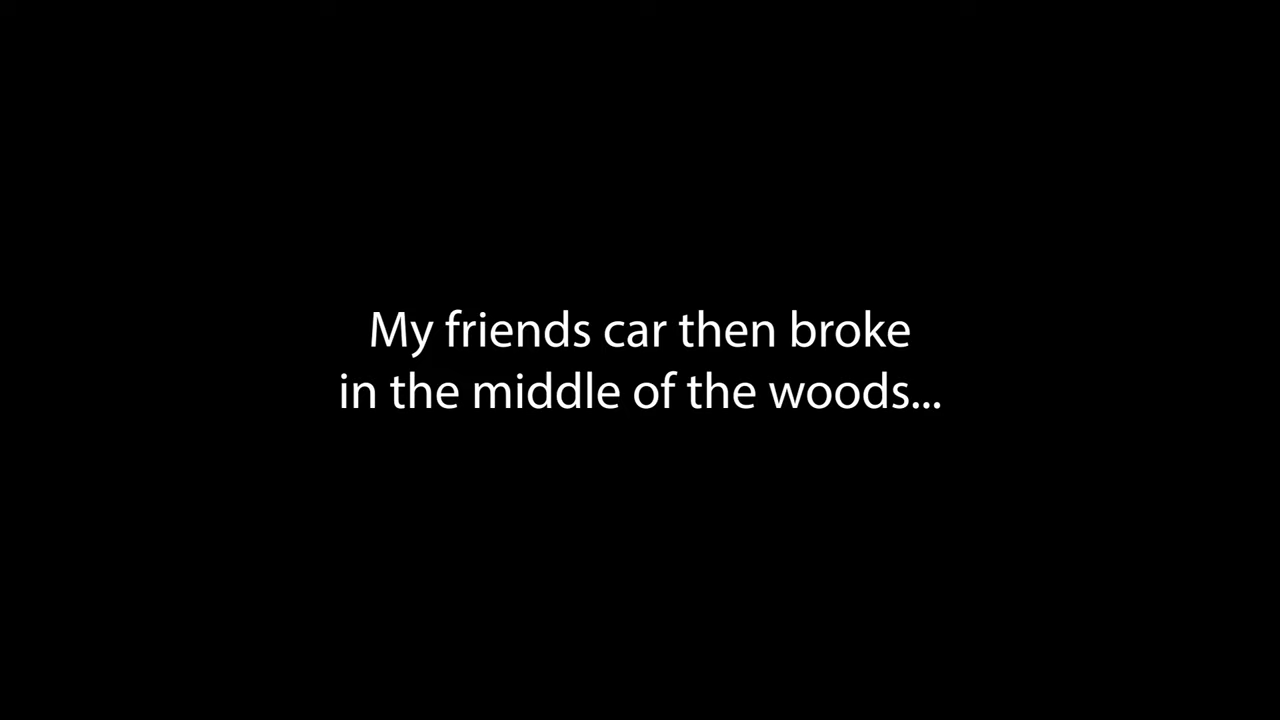 My friends car then broke
in the middle of the woods...